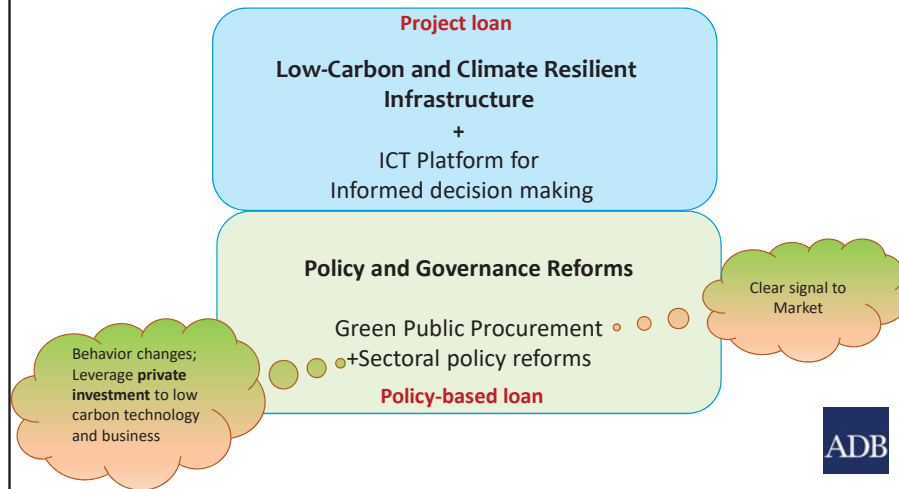 Project loan
Low-Carbon and Climate Resilient
Infrastructure
+
ICT Platform for
Informed decision making
Policy and Governance Reforms
Green Public Procurement
+Sectoral policy reforms
Policy-based loan
Clear signal to
Market
Behavior changes;
Leverage private
investment to low
carbon technology
and business
ADB